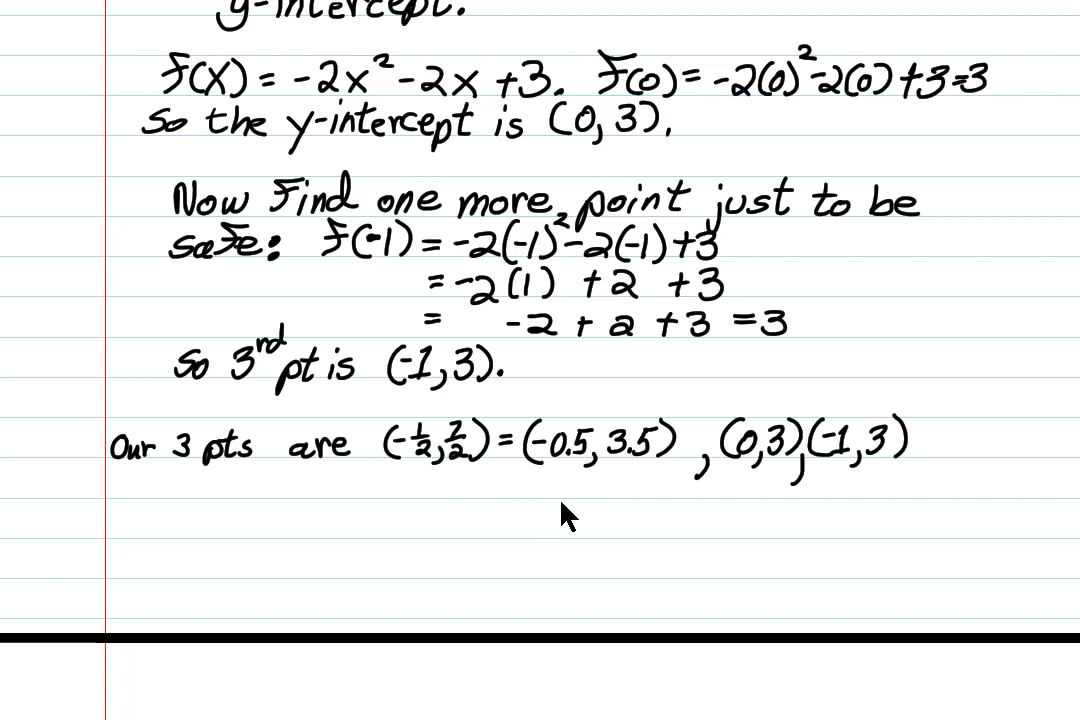 y-intercept.
f(x) = -2x² - 2x + 3. f(0) = -2(0)² - 2(0) + 3 = 3
So the y-intercept is (0, 3).
Now find one more point just to be
safe: f(-1) = -2(-1)² - 2(-1) + 3
= -2(1) + 2 + 3
= -2 + 2 + 3 = 3
So 3rd pt is (-1, 3).
Our 3 pts are (-1/2, 7/2) = (-0.5, 3.5), (0,3), (-1, 3)